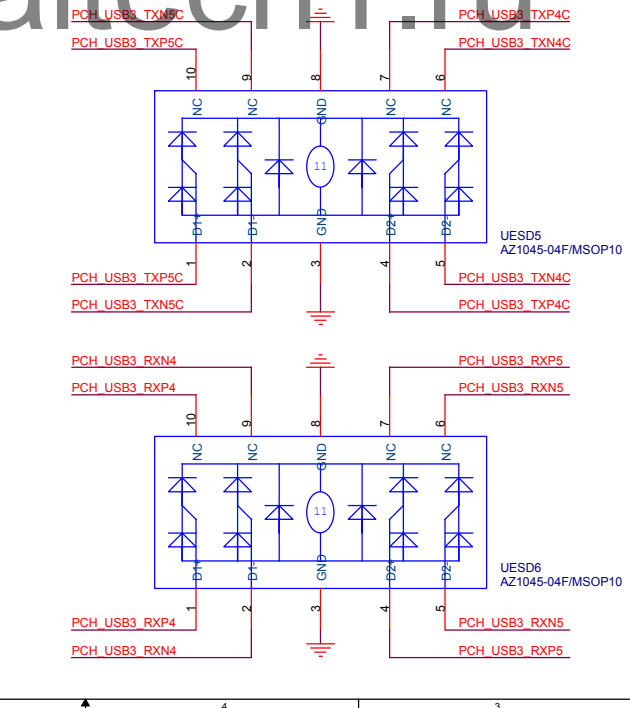 PCH_USB3_TXN5C
PCH_USB3_TXP4C
PCH_USB3_TXP5C
PCH_USB3_TXN4C
10 9 8 7 6
NC NC GND NC NC
11
D1+ D1- GND D2+ D2-
UESD5
AZ1045-04F/MSOP10
1 2 3 4 5
PCH_USB3_TXP5C
PCH_USB3_TXN4C
PCH_USB3_TXN5C
PCH_USB3_TXP4C
PCH_USB3_RXN4
PCH_USB3_RXP5
PCH_USB3_RXP4
PCH_USB3_RXN5
10 9 8 7 6
NC NC GND NC NC
11
D1+ D1- GND D2+ D2-
UESD6
AZ1045-04F/MSOP10
1 2 3 4 5
PCH_USB3_RXP4
PCH_USB3_RXN5
PCH_USB3_RXN4
PCH_USB3_RXP5
4 3